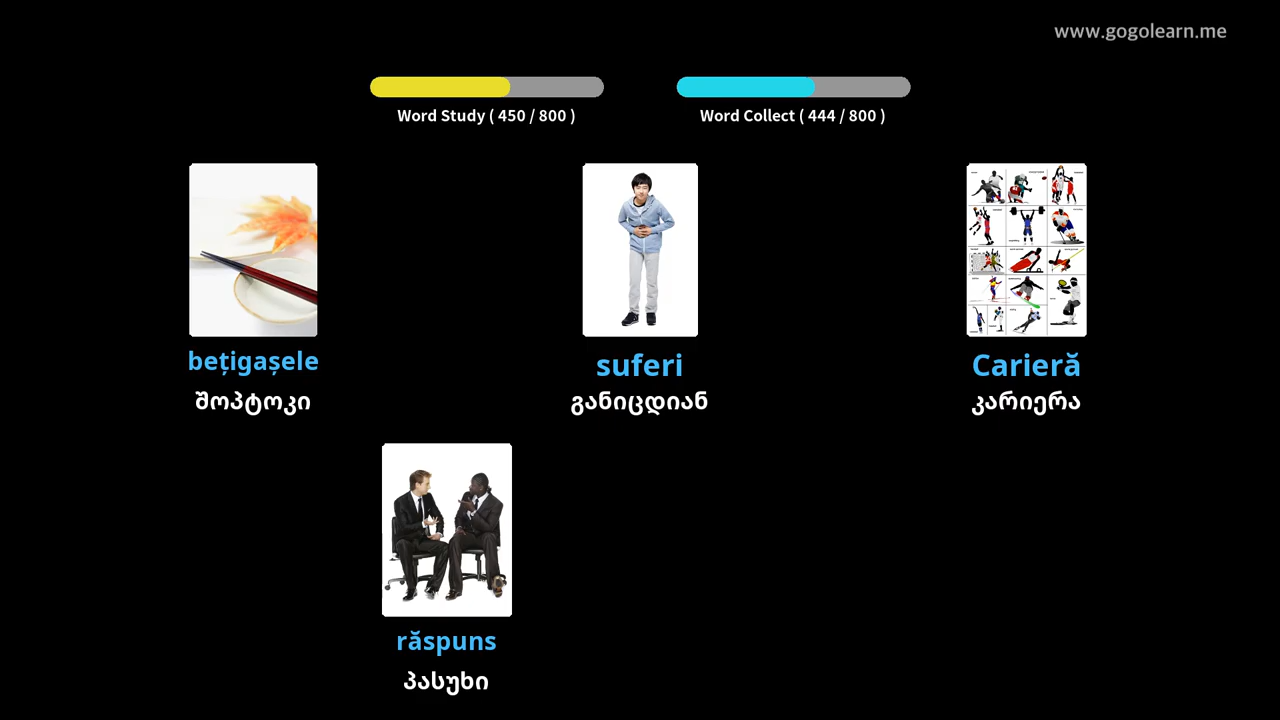 www.gogolearn.me
Word Study ( 450 / 800 )
Word Collect ( 444 / 800 )
bețigașele
suferi
Carieră
შოპტოკი
განიცდიან
კარიერა
răspuns
პასუხი